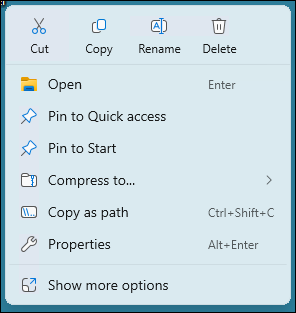 Cut Copy Rename Delete
Open Enter
Pin to Quick access
Pin to Start
Compress to...
Copy as path Ctrl+Shift+C
Properties Alt+Enter
Show more options